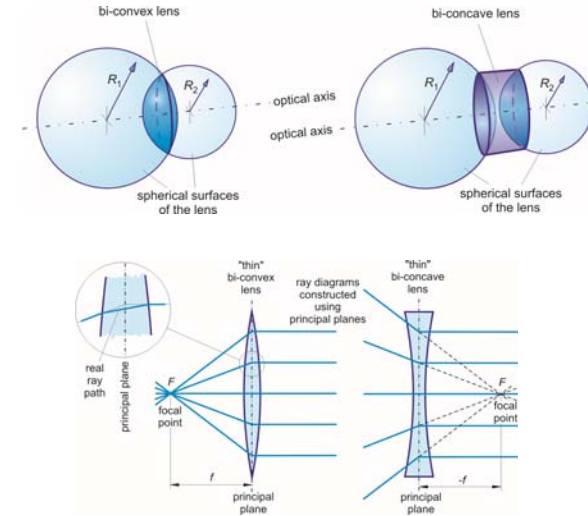 bi-convex lens
R1
R2
optical axis
spherical surfaces
of the lens
bi-concave lens
R1
R2
optical axis
spherical surfaces
of the lens
real
ray
path
principal plane
"thin"
bi-convex
lens
F
focal
point
f
principal
plane
ray diagrams
constructed
using
principal planes
"thin"
bi-concave
lens
F
focal
point
-f
principal
plane